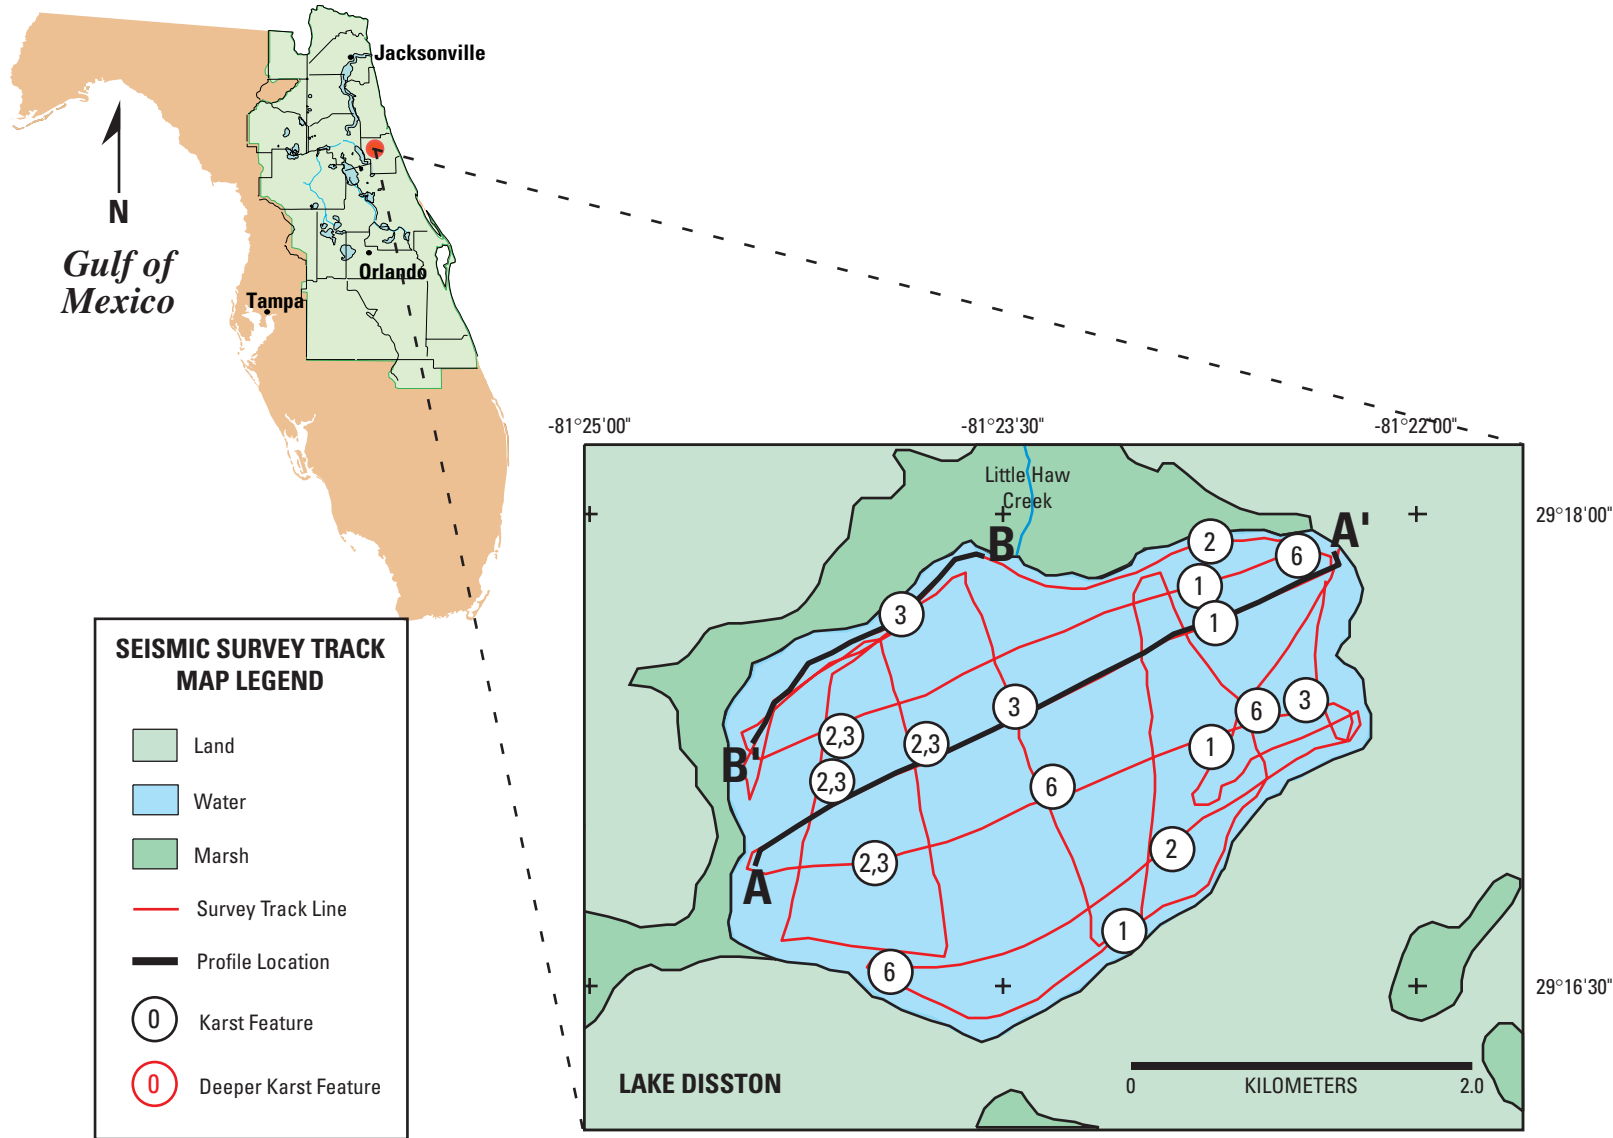 Jacksonville
N
Gulf of
Mexico
Orlando
Tampa
-81°25'00"
-81°23'30"
-81°22'00"
Little Haw
Creek
29°18'00"
A'
B
2
6
1
3
1
3
3
6
2,3
2,3
1
B'
2,3
6
2
2,3
A
1
6
29°16'30"
LAKE DISSTON
0
KILOMETERS
2.0
SEISMIC SURVEY TRACK
MAP LEGEND
Land
Water
Marsh
Survey Track Line
Profile Location
0
Karst Feature
0
Deeper Karst Feature